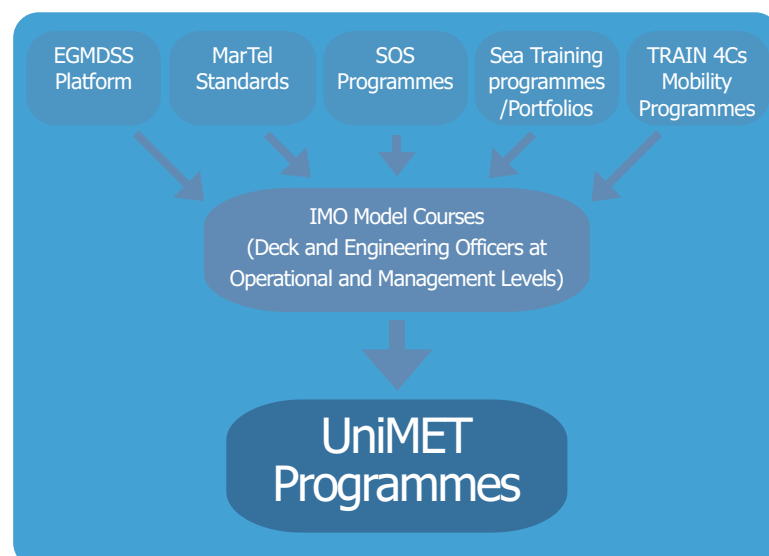 EGMDSS
Platform
MarTel
Standards
SOS
Programmes
Sea Training
programmes
/Portfolios
TRAIN 4Cs
Mobility
Programmes
IMO Model Courses
(Deck and Engineering Officers at
Operational and Management Levels)
UniMET
Programmes